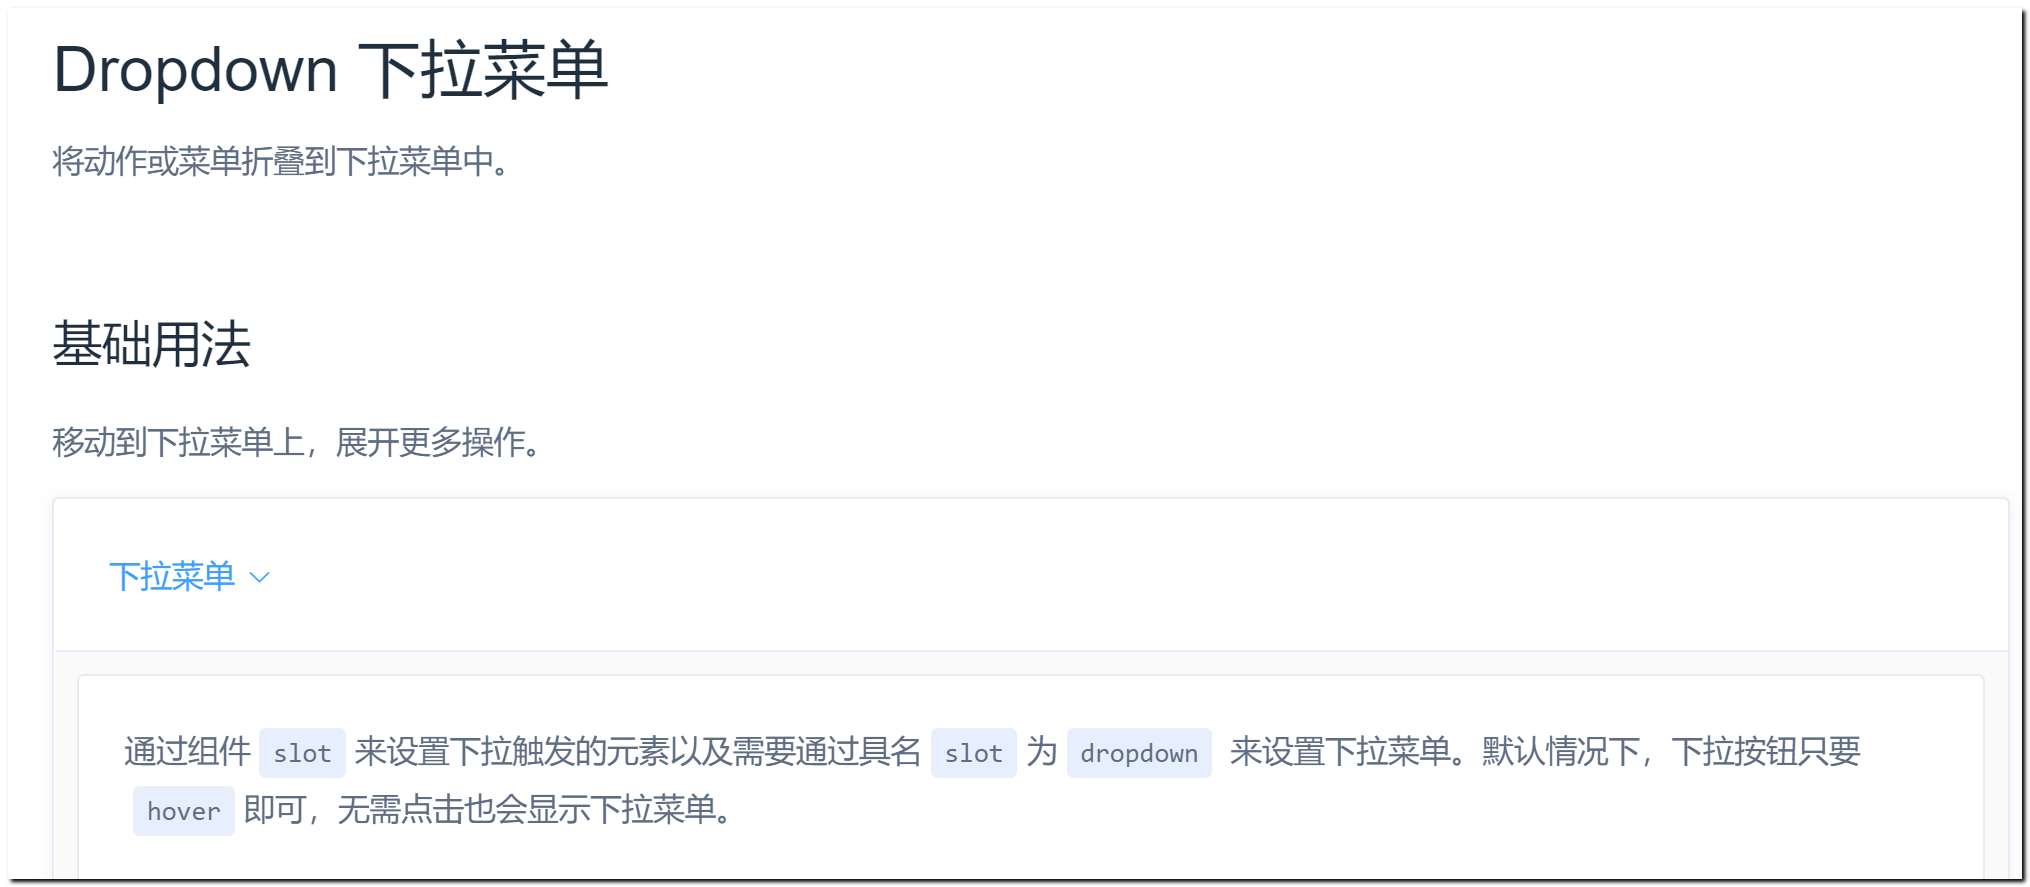 Dropdown 下拉菜单
将动作或菜单折叠到下拉菜单中。
基础用法
移动到下拉菜单上，展开更多操作。
下拉菜单
通过组件 slot 来设置下拉触发的元素以及需要通过具名 slot 为 dropdown 来设置下拉菜单。默认情况下，下拉按钮只要
hover 即可，无需点击也会显示下拉菜单。